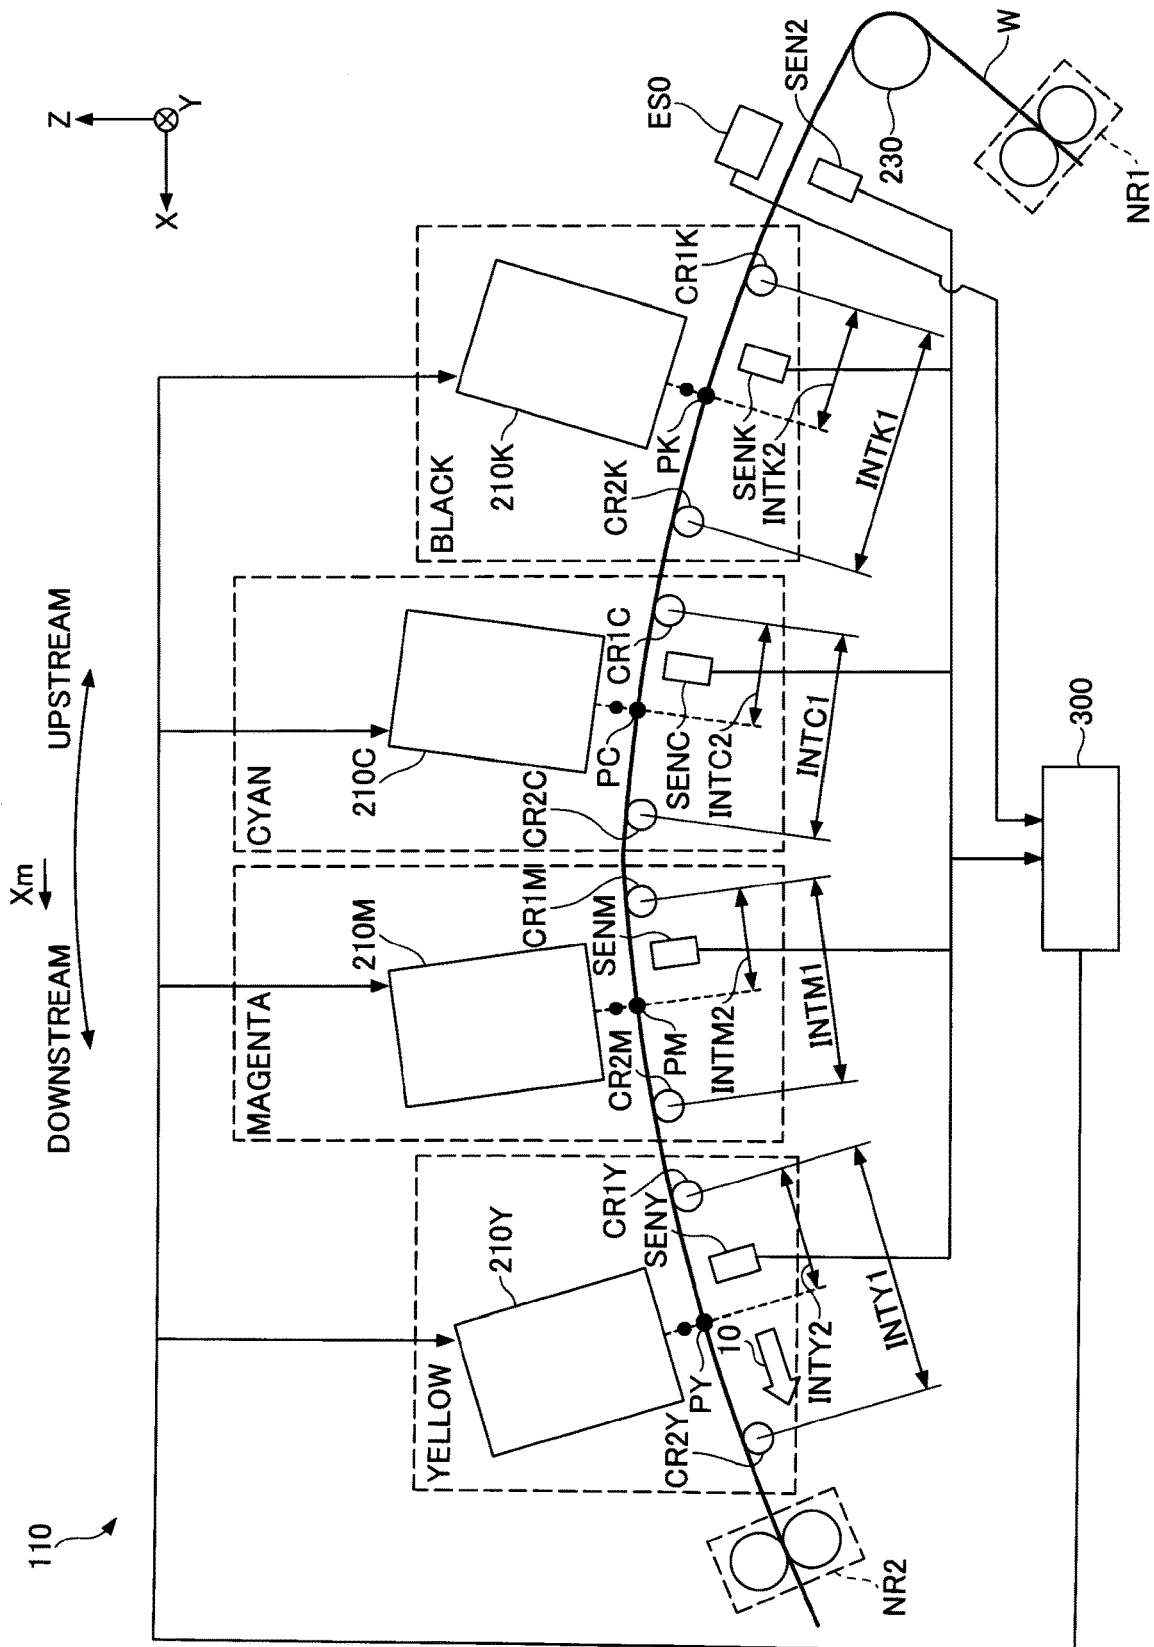 110
DOWNSTREAM
Xm
UPSTREAM
Z
X
Y
YELLOW
210Y
MAGENTA
210M
CYAN
210C
BLACK
210K
ES0
SEN2
230
W
NR1
NR2
CR2Y
PY
10
SENY
CR1Y
INTY2
INTY1
CR2M
PM
SENM
CR1M
INTM2
INTM1
CR2C
PC
SENC
CR1C
INTC2
INTC1
CR2K
PK
SENK
CR1K
INTK2
INTK1
300